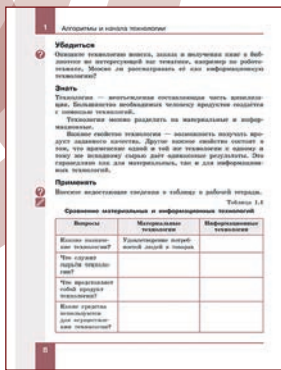 1
Алгоритмы и начала технологии
Убедиться
Опишите технологию поиска, заказа и получения книг в биб-
лиотеке по интересующей вас тематике, например по робото-
технике. Можно ли рассматривать её как информационную
технологию?
Знать
Технология — неотъемлемая составляющая часть цивилиза-
ции. Большинство необходимых человеку продуктов создаётся
с помощью технологий.
Технологии можно разделить на материальные и инфор-
мационные.
Важное свойство технологии — возможность получать про-
дукт заданного качества. Другое важное свойство состоит в
том, что применение одной и той же технологии к одному и
тому же исходному сырью даёт одинаковые результаты. Это
справедливо как для материальных, так и для информацион-
ных технологий.
Применить
Внесите недостающие сведения в таблицу в рабочей тетради.
Таблица 1.4
Сравнение материальных и информационных технологий
Вопросы
Материальные технологии
Информационные технологии
Каково назначе-
ние технологии?
Удовлетворение потреб-
ностей людей в товарах
Что служит
сырьём техноло-
гии?
Что представляет
собой продукт
технологии?
Какие средства
используются
для осуществле-
ния технологии?
8